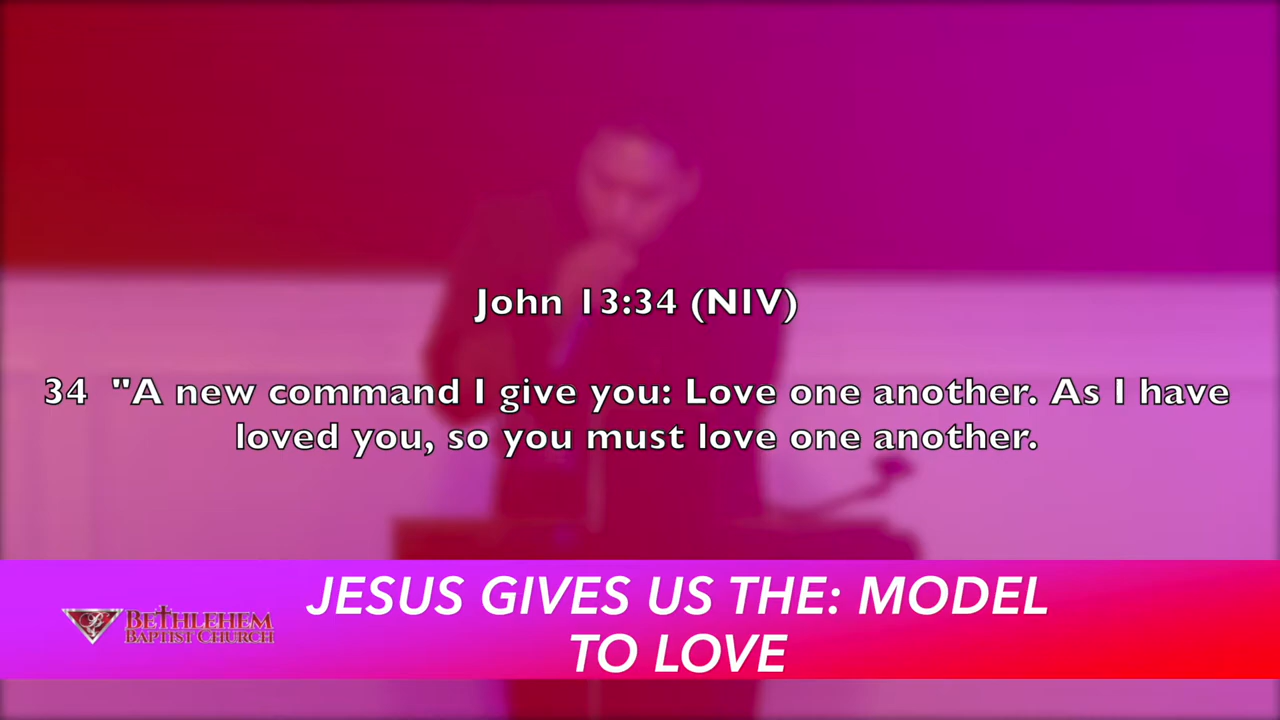 John 13:34 (NIV)
34 "A new command I give you: Love one another. As I have
loved you, so you must love one another.
JESUS GIVES US THE: MODEL
TO LOVE
BETHLEHEM
BAPTIST CHURCH